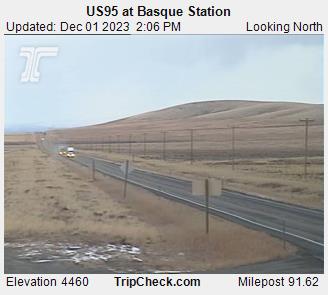 US95 at Basque Station
Updated: Dec 01 2023 2:06 PM Looking North
Elevation 4460 TripCheck.com Milepost 91.62